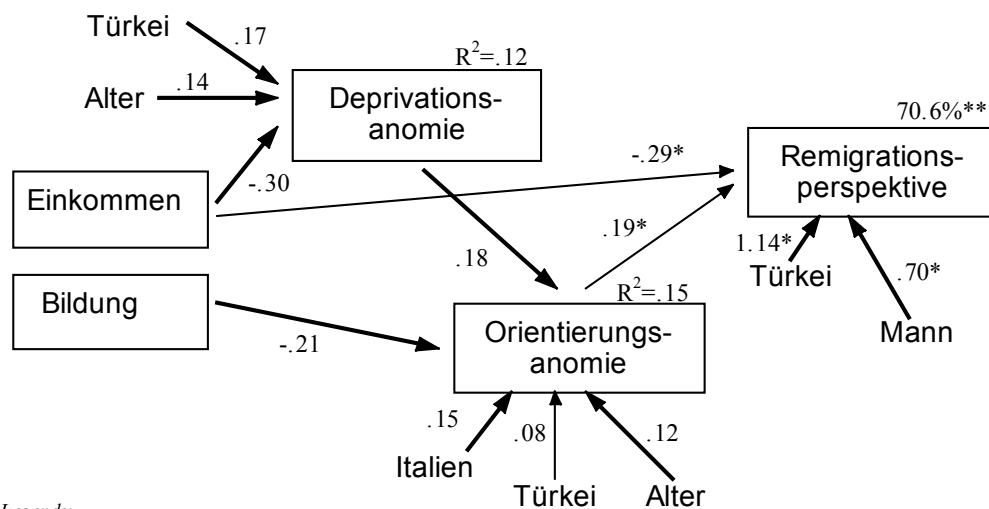 Türkei
.17
R²=.12
.14
Alter
Deprivations-
anomie
70.6%**
-.29*
Remigrations-
perspektive
-.30
Einkommen
.19*
1.14*
.18
Türkei
.70*
Bildung
R²=.15
Mann
-.21
Orientierungs-
anomie
.15
.08
.12
Italien
Türkei
Alter